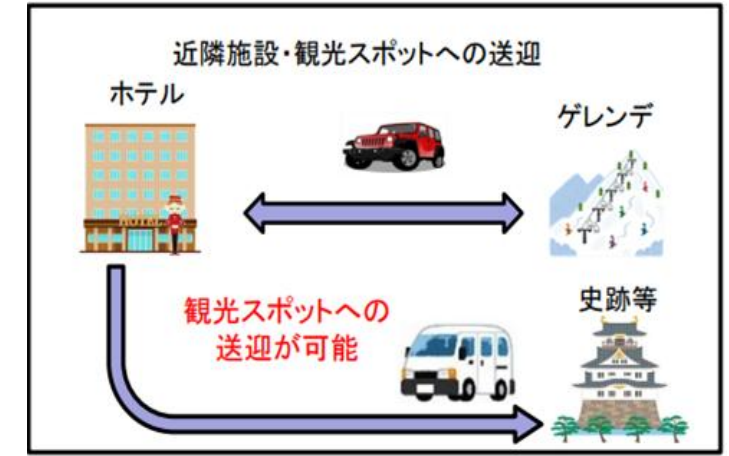 近隣施設・観光スポットへの送迎
ホテル
ゲレンデ
HOTEL
観光スポットへの
送迎が可能
史跡等